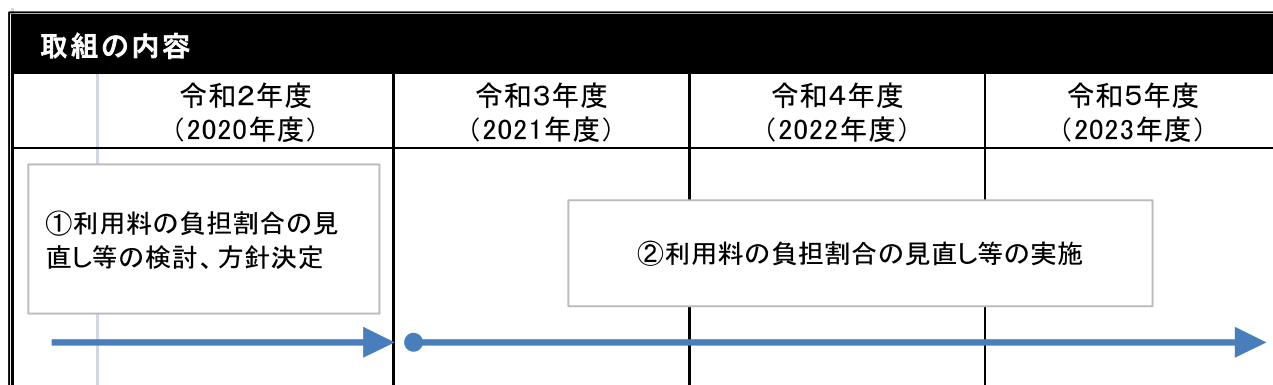 取組の内容
令和2年度
（2020年度）
令和3年度
（2021年度）
令和4年度
（2022年度）
令和5年度
（2023年度）
①利用料の負担割合の見
直し等の検討、方針決定
②利用料の負担割合の見直し等の実施